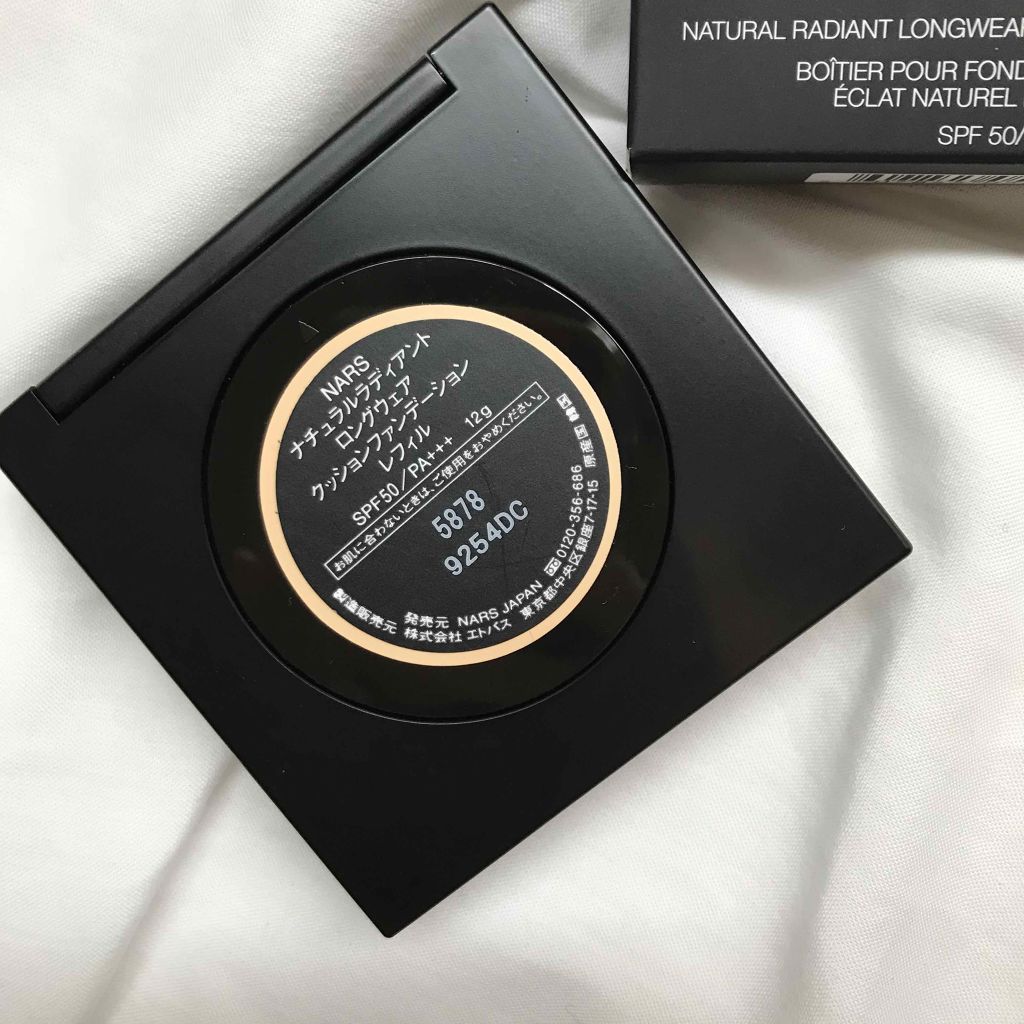 NATURAL RADIANT LONGWEAR
BOÎTIER POUR FOND
ÉCLAT NATUREL
SPF 50/
NARS
ナチュラルラディアント
ロングウェア
クッションファンデーション
レフィル
SPF50/PA+++ 12g
お肌に合わないときは、ご使用をおやめください。
5878
9254DC
発売元 NARS JAPAN 0120-356-686 原産国 韓国
製造販売元 株式会社 エトバス 東京都中央区銀座7-17-15